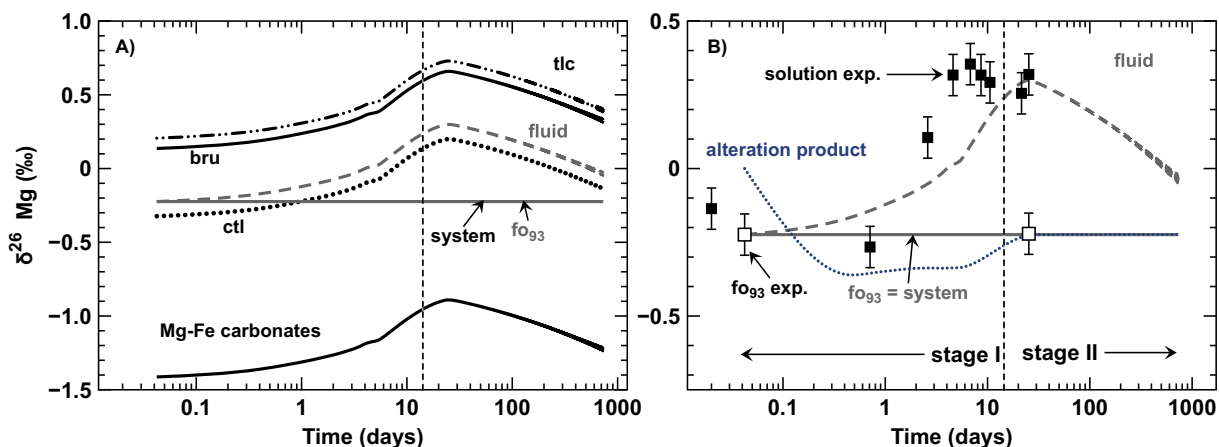 A)
tlc
fluid
bru
ctl
system
fo93
Mg-Fe carbonates
δ26 Mg (‰)
1.0
0.5
0
−0.5
−1.0
−1.5
0.1 1 10 100 1000
Time (days)
B)
solution exp.
fluid
alteration product
fo93 exp.
fo93 = system
stage I
stage II
0.5
0
−0.5
0.1 1 10 100 1000
Time (days)